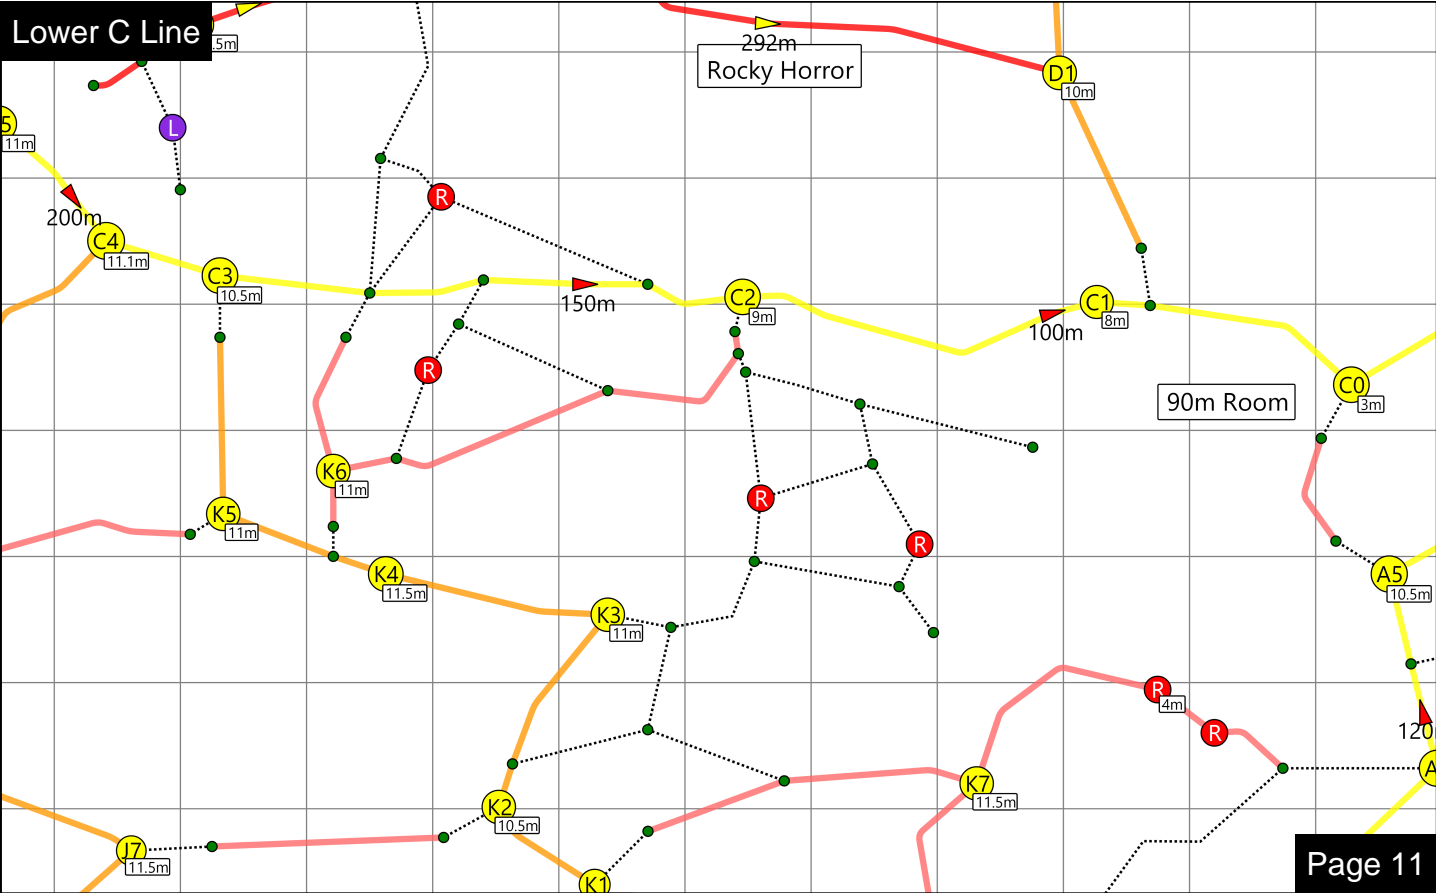 Lower C Line
.5m
292m
Rocky Horror
D1
10m
L
5
11m
R
200m
C4
11.1m
C3
10.5m
150m
C2
9m
C1
8m
100m
R
C0
3m
90m Room
K6
11m
R
K5
11m
R
K4
11.5m
A5
10.5m
K3
11m
R
4m
R
120
K7
11.5m
A
K2
10.5m
J7
11.5m
K1
Page 11